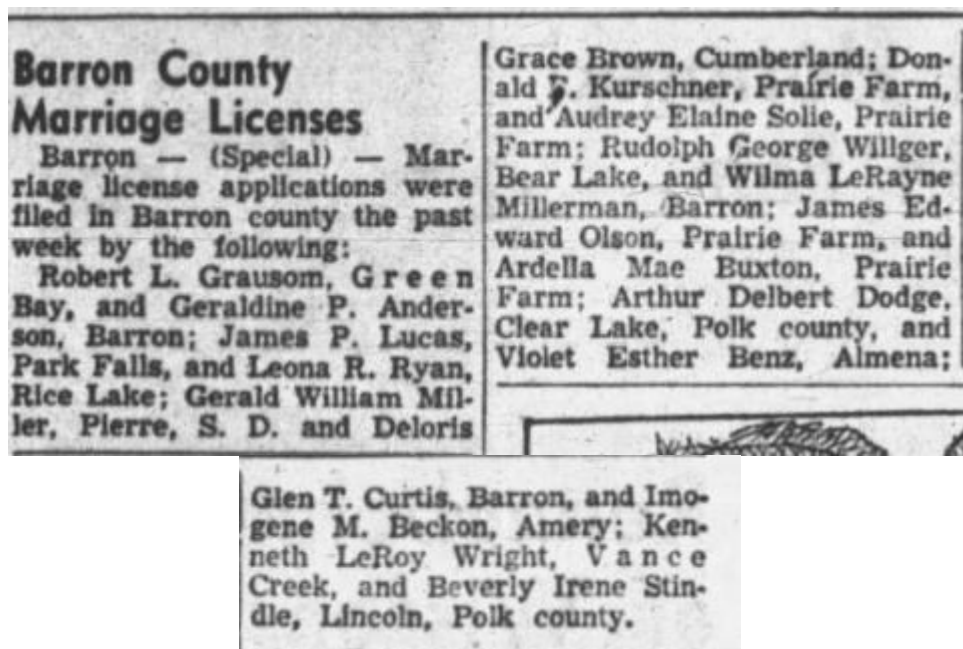 Barron County
Marriage Licenses
Barron — (Special) — Mar-
riage license applications were
filed in Barron county the past
week by the following:
Robert L. Grausom, Green
Bay, and Geraldine P. Ander-
son, Barron; James P. Lucas,
Park Falls, and Leona R. Ryan,
Rice Lake; Gerald William Mil-
ler, Pierre, S. D. and Deloris
Grace Brown, Cumberland; Don-
ald F. Kurschner, Prairie Farm,
and Audrey Elaine Solie, Prairie
Farm; Rudolph George Willger,
Bear Lake, and Wilma LeRayne
Millerman, Barron; James Ed-
ward Olson, Prairie Farm, and
Ardella Mae Buxton, Prairie
Farm; Arthur Delbert Dodge,
Clear Lake, Polk county, and
Violet Esther Benz, Almena;
Glen T. Curtis, Barron, and Imo-
gene M. Beckon, Amery; Ken-
neth LeRoy Wright, Vance
Creek, and Beverly Irene Stin-
dle, Lincoln, Polk county.